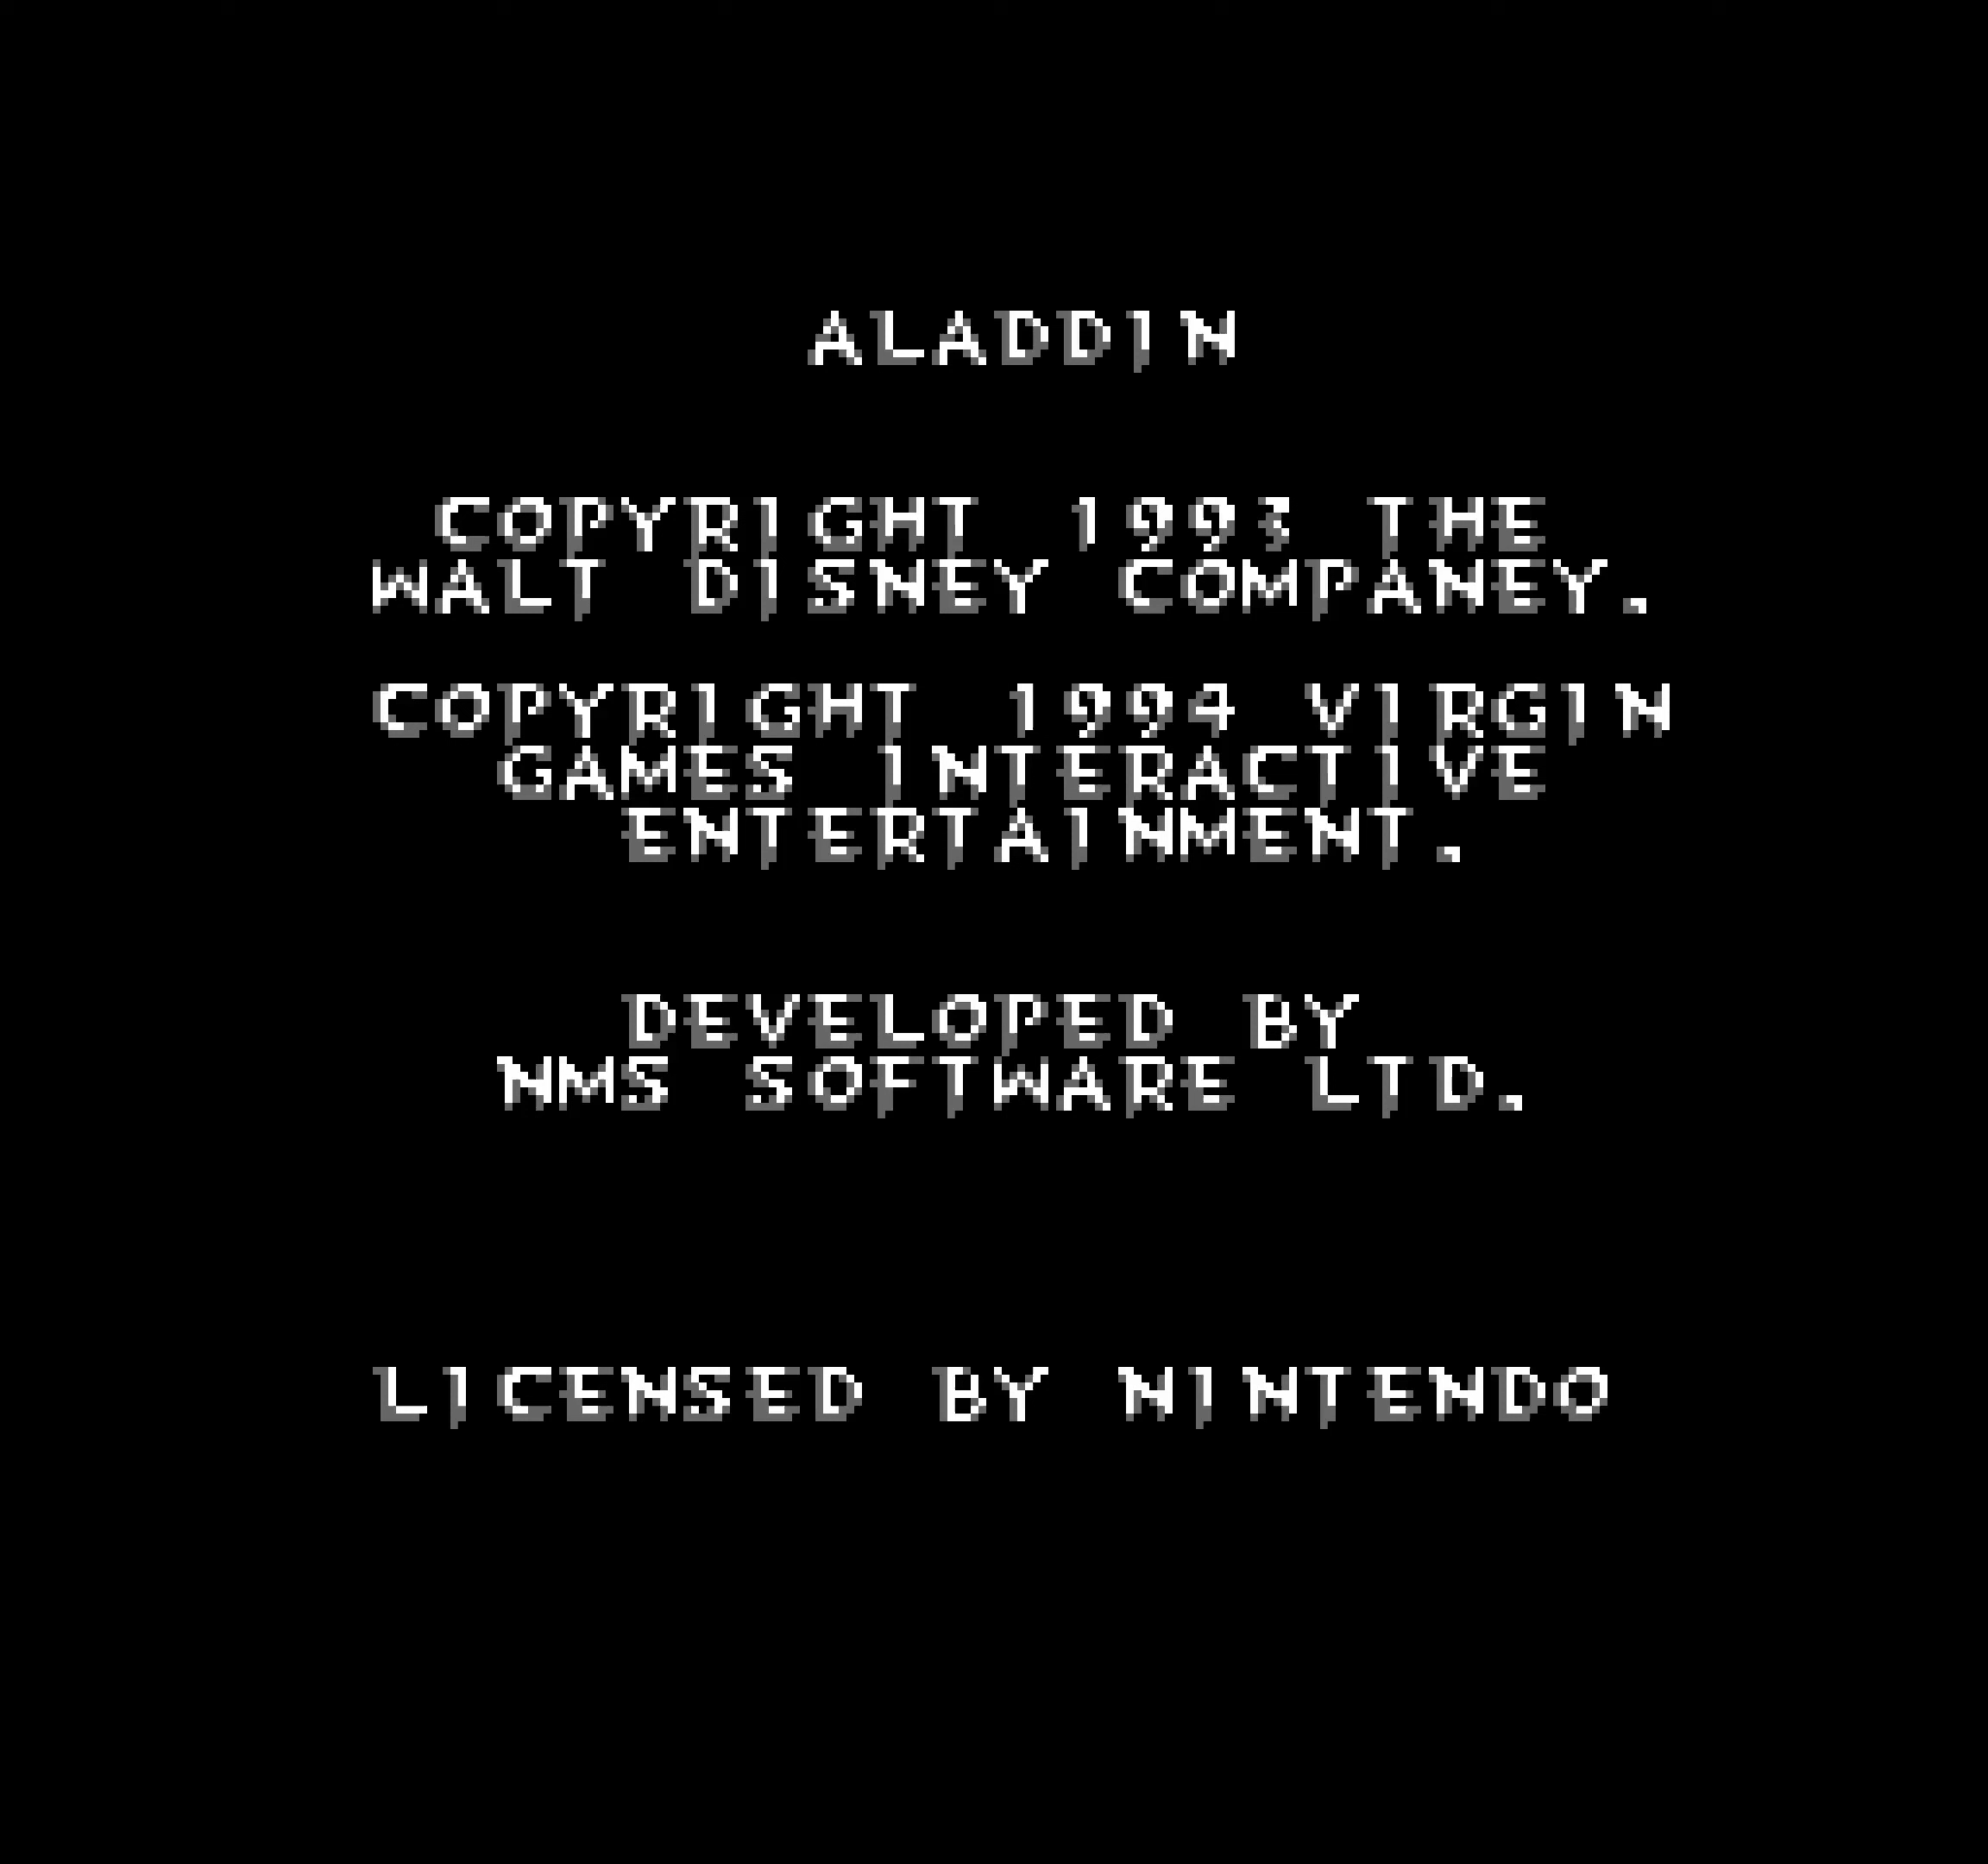 ALADDIN
COPYRIGHT 1993 THE
WALT DISNEY COMPANEY.
COPYRIGHT 1994 VIRGIN
GAMES INTERACTIVE
ENTERTAINMENT.
DEVELOPED BY
NMS SOFTWARE LTD.
LICENSED BY NINTENDO